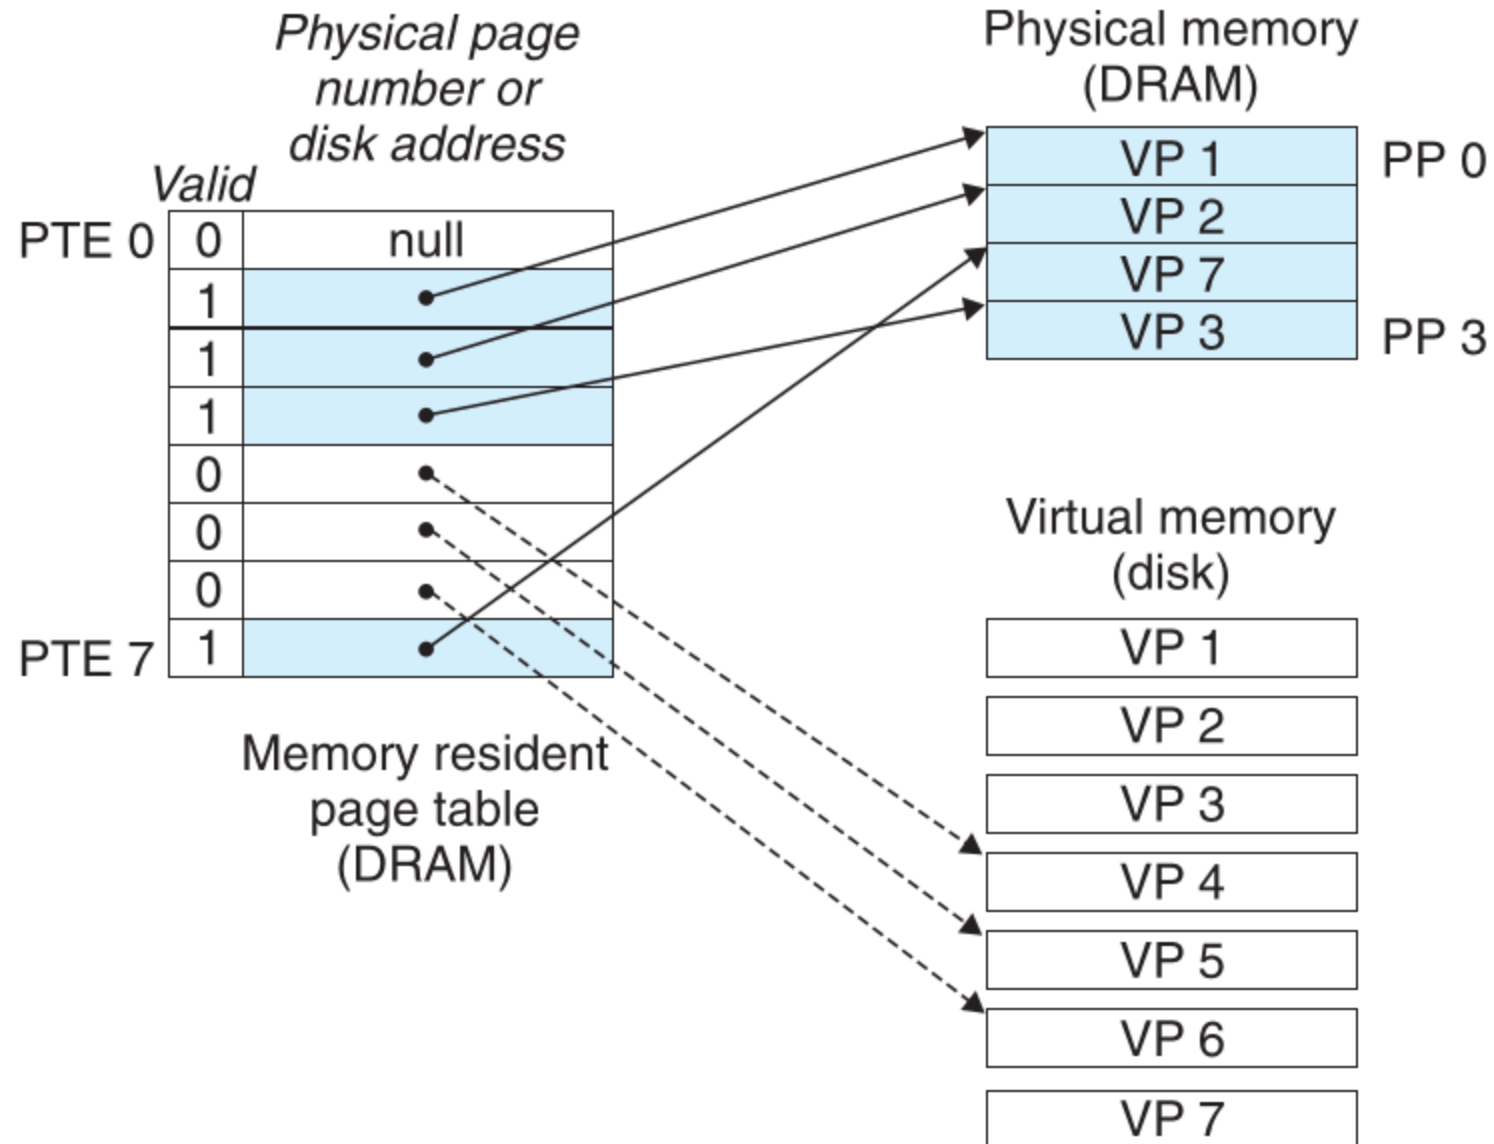 Physical page
number or
disk address
Valid
PTE 0 0 null
1
1
1
0
0
0
PTE 7 1
Memory resident
page table
(DRAM)
Physical memory
(DRAM)
VP 1 PP 0
VP 2
VP 7
VP 3 PP 3
Virtual memory
(disk)
VP 1
VP 2
VP 3
VP 4
VP 5
VP 6
VP 7